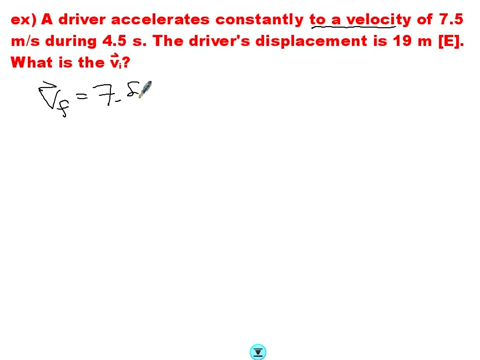 ex) A driver accelerates constantly to a velocity of 7.5
m/s during 4.5 s. The driver's displacement is 19 m [E].
What is the v⃗ᵢ?
v⃗f = 7.5